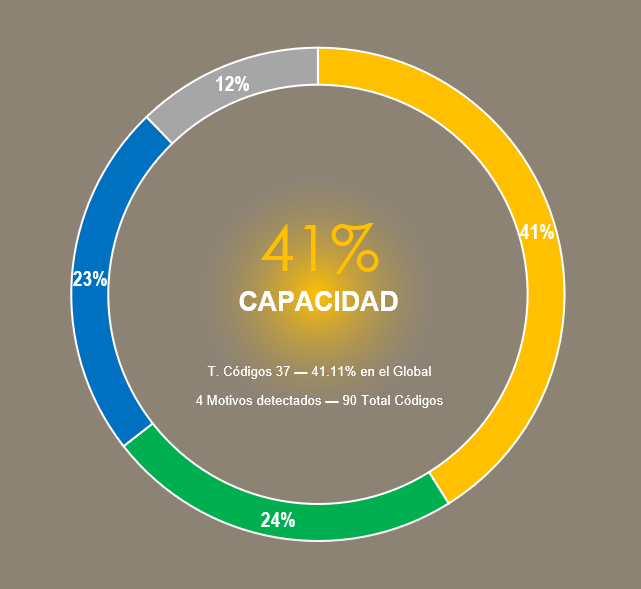 12%
41%
41%
CAPACIDAD
23%
T. Códigos 37 — 41.11% en el Global
4 Motivos detectados — 90 Total Códigos
24%